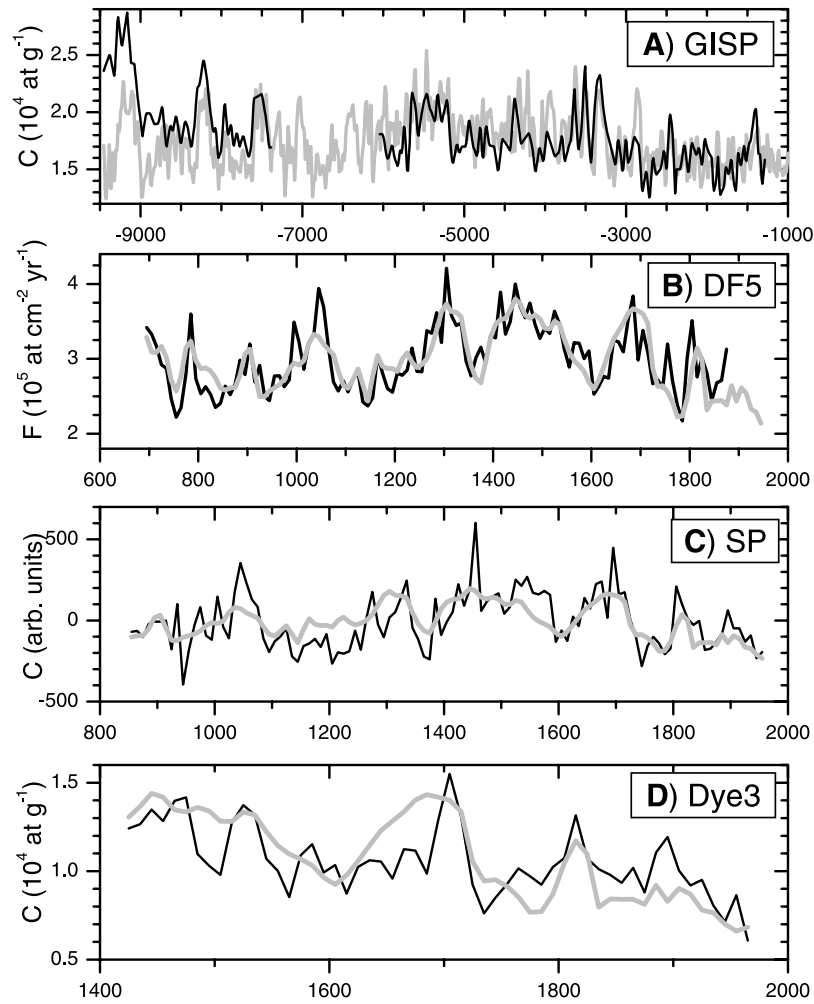 A) GISP
C (10⁴ at g⁻¹)
2.5
2.0
1.5
-9000 -7000 -5000 -3000 -1000
B) DF5
F (10⁵ at cm⁻² yr⁻¹)
4
3
2
600 800 1000 1200 1400 1600 1800 2000
C) SP
C (arb. units)
500
0
-500
800 1000 1200 1400 1600 1800 2000
D) Dye3
C (10⁴ at g⁻¹)
1.5
1.0
0.5
1400 1600 1800 2000